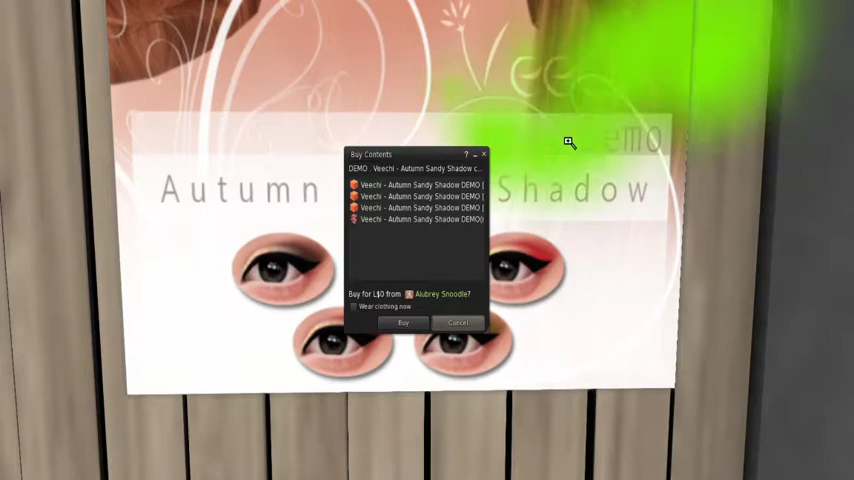 emo
Autumn Shadow
Buy Contents
DEMO Veechi - Autumn Sandy Shadow c...
Veechi - Autumn Sandy Shadow DEMO [
Veechi - Autumn Sandy Shadow DEMO [
Veechi - Autumn Sandy Shadow DEMO [
Veechi - Autumn Sandy Shadow DEMO(
Buy for L$0 from Aubrey Snoodle?
Wear clothing now
Buy Cancel